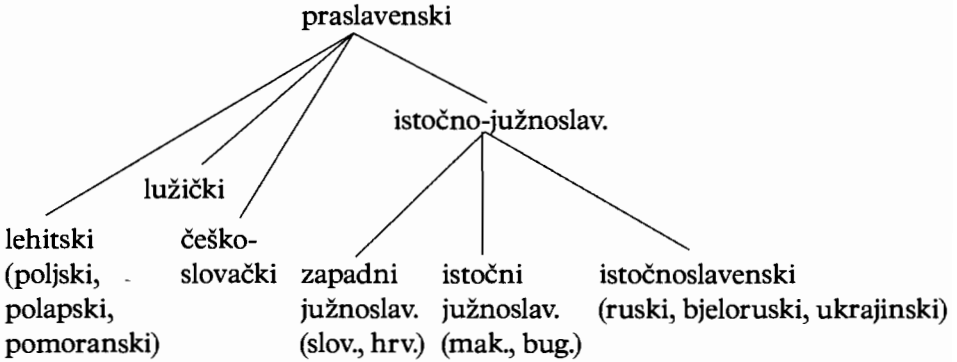 praslavenski
istočno-južnoslav.
lužički
lehitski
(poljski,
polapski,
pomoranski)
češko-
slovački
zapadni
južnoslav.
(slov., hrv.)
istočni
južnoslav.
(mak., bug.)
istočnoslavenski
(ruski, bjeloruski, ukrajinski)